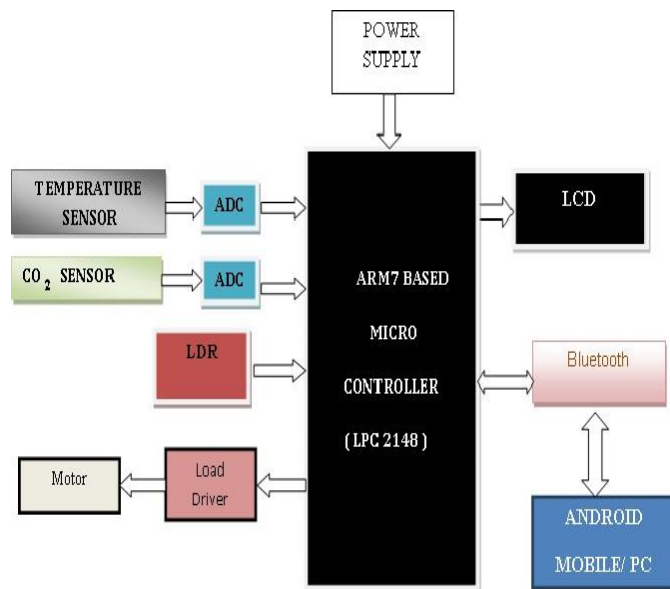 POWER
SUPPLY
TEMPERATURE
SENSOR
ADC
LCD
CO₂ SENSOR
ADC
ARM7 BASED
MICRO
CONTROLLER
( LPC 2148 )
LDR
Bluetooth
Motor
Load
Driver
ANDROID
MOBILE/ PC